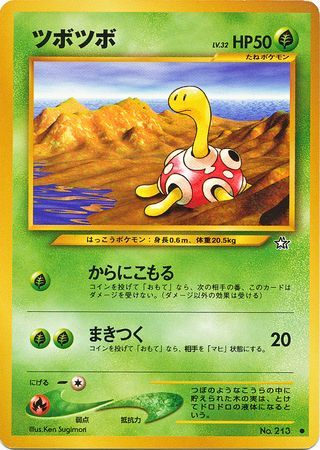 ツボツボ LV.32 HP50
たねポケモン
はっこうポケモン:身長0.6m、体重20.5kg
からにこもる
コインを投げて「おもて」なら、次の相手の番、このカードは
ダメージを受けない。(ダメージ以外の効果は受ける)
まきつく 20
コインを投げて「おもて」なら、相手を「マヒ」状態にする。
にげる
弱点
抵抗力
つぼのようなこうらの中に
貯えられた木の実は、とけ
てドロドロの液体になると
いう。
Illus.Ken Sugimori
No. 213